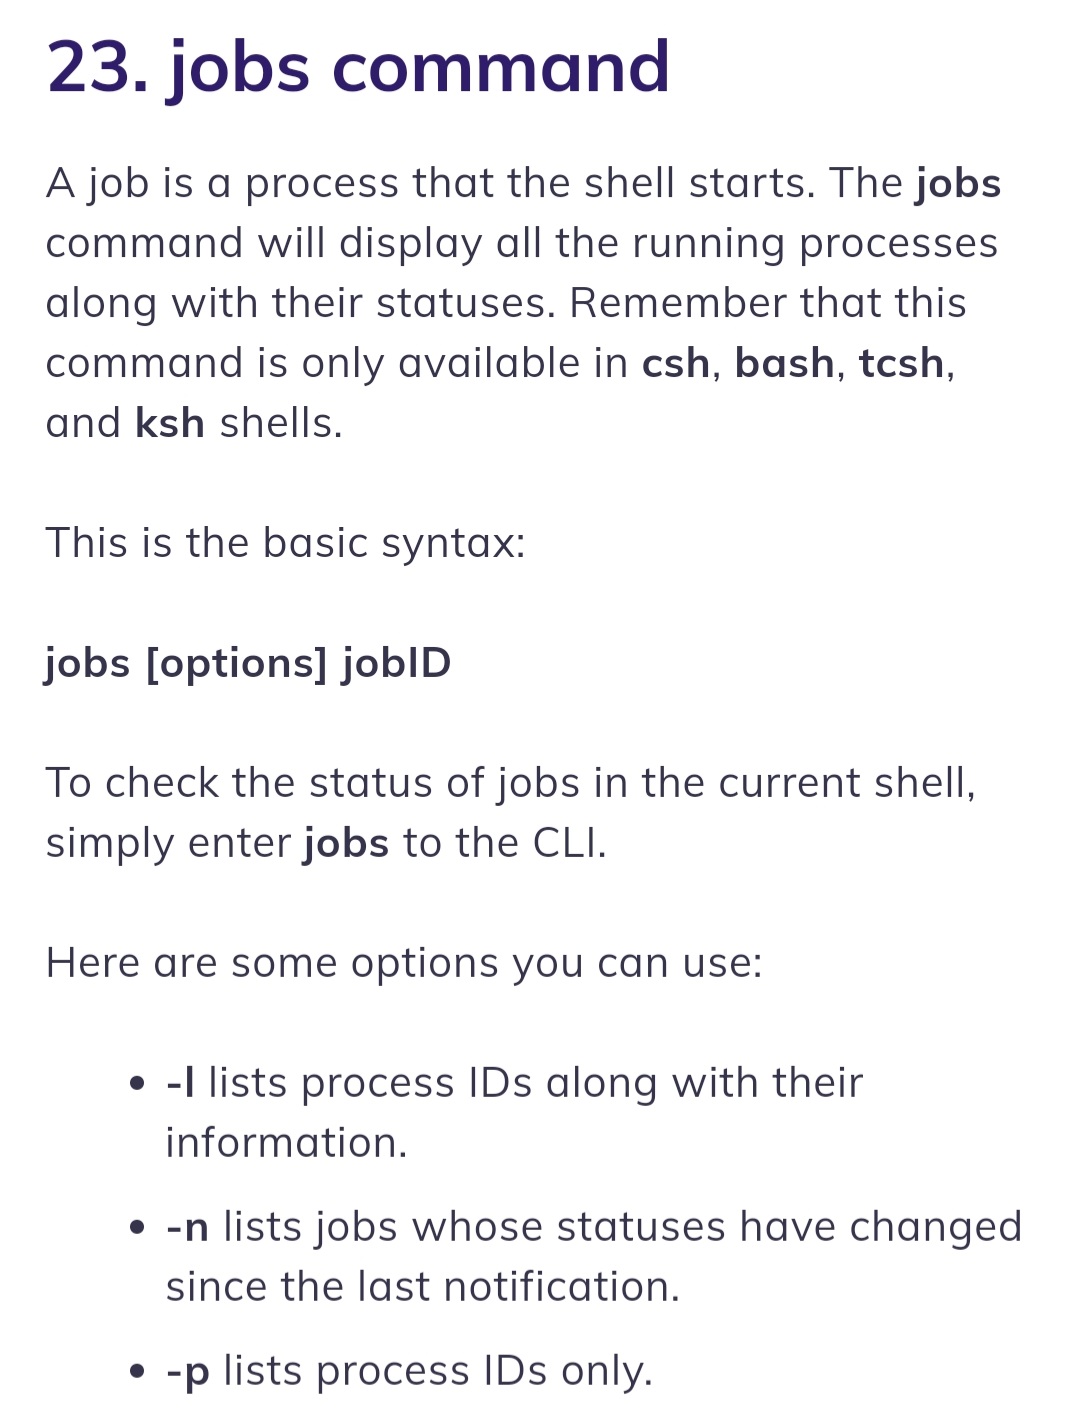 23. jobs command
A job is a process that the shell starts. The jobs
command will display all the running processes
along with their statuses. Remember that this
command is only available in csh, bash, tcsh,
and ksh shells.
This is the basic syntax:
jobs [options] jobID
To check the status of jobs in the current shell,
simply enter jobs to the CLI.
Here are some options you can use:
• -l lists process IDs along with their
information.
• -n lists jobs whose statuses have changed
since the last notification.
• -p lists process IDs only.